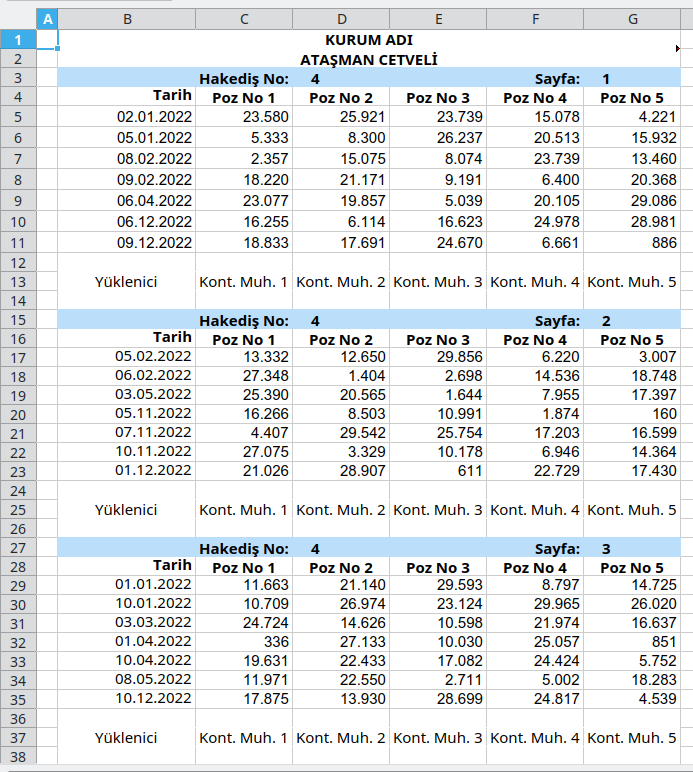 A B C D E F G
1 KURUM ADI
2 ATAŞMAN CETVELİ
3 Hakediş No: 4 Sayfa: 1
4 Tarih Poz No 1 Poz No 2 Poz No 3 Poz No 4 Poz No 5
5 02.01.2022 23.580 25.921 23.739 15.078 4.221
6 05.01.2022 5.333 8.300 26.237 20.513 15.932
7 08.02.2022 2.357 15.075 8.074 23.739 13.460
8 09.02.2022 18.220 21.171 9.191 6.400 20.368
9 06.04.2022 23.077 19.857 5.039 20.105 29.086
10 06.12.2022 16.255 6.114 16.623 24.978 28.981
11 09.12.2022 18.833 17.691 24.670 6.661 886
12
13 Yüklenici Kont. Muh. 1 Kont. Muh. 2 Kont. Muh. 3 Kont. Muh. 4 Kont. Muh. 5
14
15 Hakediş No: 4 Sayfa: 2
16 Tarih Poz No 1 Poz No 2 Poz No 3 Poz No 4 Poz No 5
17 05.02.2022 13.332 12.650 29.856 6.220 3.007
18 06.02.2022 27.348 1.404 2.698 14.536 18.748
19 03.05.2022 25.390 20.565 1.644 7.955 17.397
20 05.11.2022 16.266 8.503 10.991 1.874 160
21 07.11.2022 4.407 29.542 25.754 17.203 16.599
22 10.11.2022 27.075 3.329 10.178 6.946 14.364
23 01.12.2022 21.026 28.907 611 22.729 17.430
24
25 Yüklenici Kont. Muh. 1 Kont. Muh. 2 Kont. Muh. 3 Kont. Muh. 4 Kont. Muh. 5
26
27 Hakediş No: 4 Sayfa: 3
28 Tarih Poz No 1 Poz No 2 Poz No 3 Poz No 4 Poz No 5
29 01.01.2022 11.663 21.140 29.593 8.797 14.725
30 10.01.2022 10.709 26.974 23.124 29.965 26.020
31 03.03.2022 24.724 14.626 10.598 21.974 16.637
32 01.04.2022 336 27.133 10.030 25.057 851
33 10.04.2022 19.631 22.433 17.082 24.424 5.752
34 08.05.2022 11.971 22.550 2.711 5.002 18.283
35 10.12.2022 17.875 13.930 28.699 24.817 4.539
36
37 Yüklenici Kont. Muh. 1 Kont. Muh. 2 Kont. Muh. 3 Kont. Muh. 4 Kont. Muh. 5
38